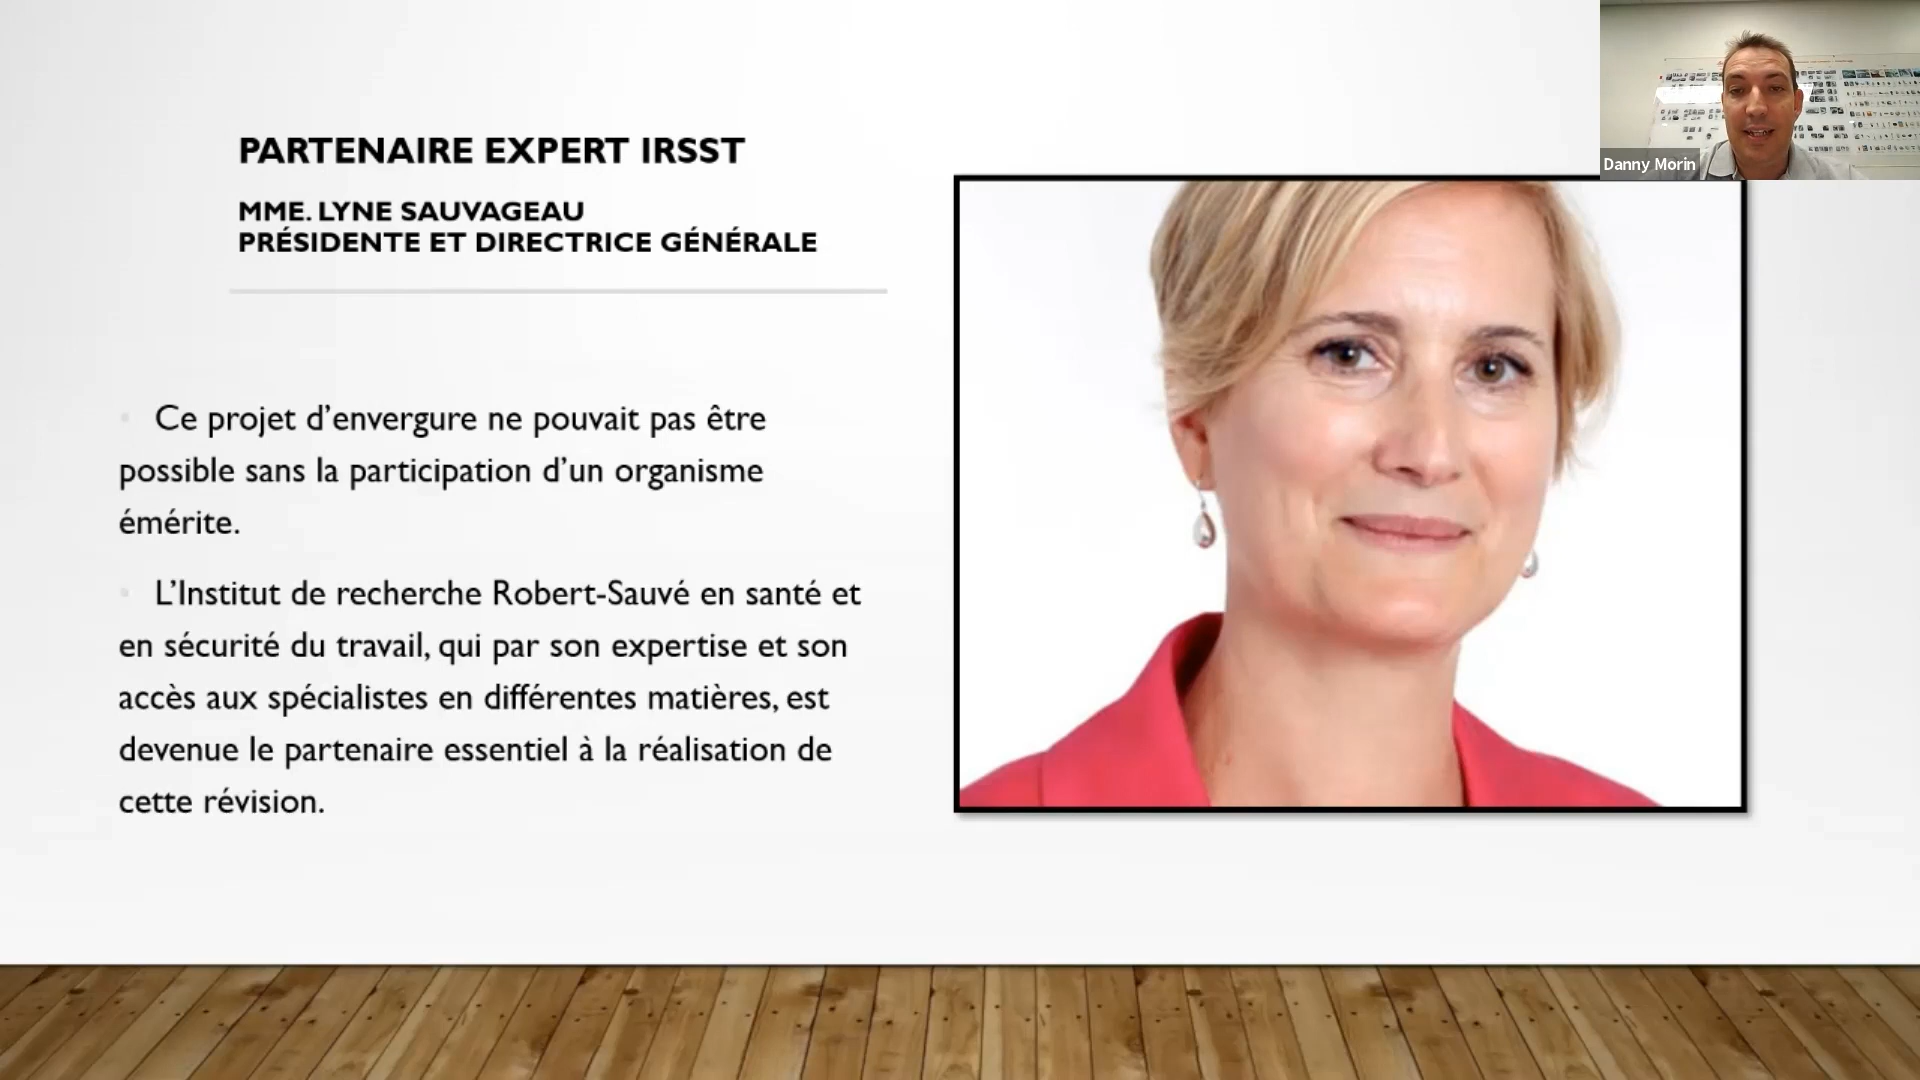 PARTENAIRE EXPERT IRSST
MME. LYNE SAUVAGEAU
PRÉSIDENTE ET DIRECTRICE GÉNÉRALE
Ce projet d’envergure ne pouvait pas être
possible sans la participation d’un organisme
émérite.
L’Institut de recherche Robert-Sauvé en santé et
en sécurité du travail, qui par son expertise et son
accès aux spécialistes en différentes matières, est
devenue le partenaire essentiel à la réalisation de
cette révision.
Danny Morin